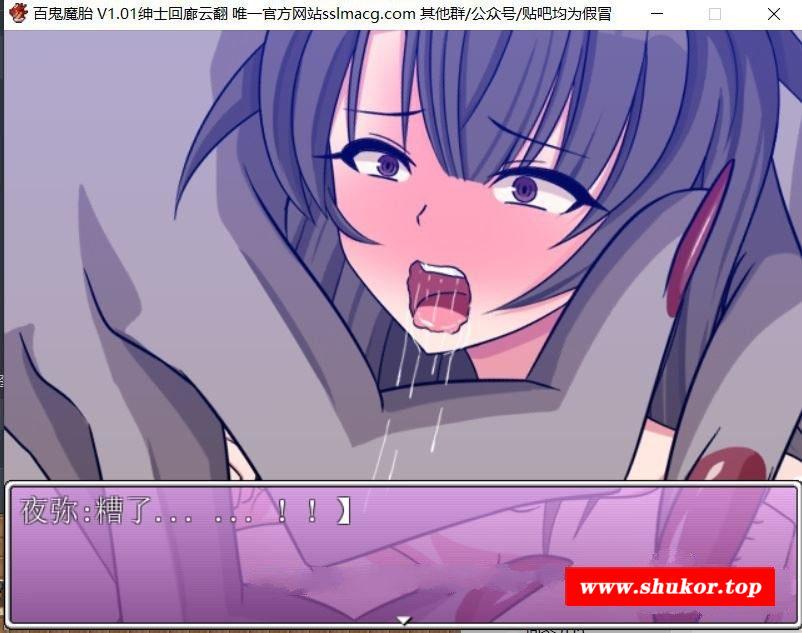 百鬼魔胎 V1.01绅士回廊云翻 唯一官方网站sslmacg.com 其他群/公众号/贴吧均为假冒
夜弥:糟了... ...！！】
www.shukor.top